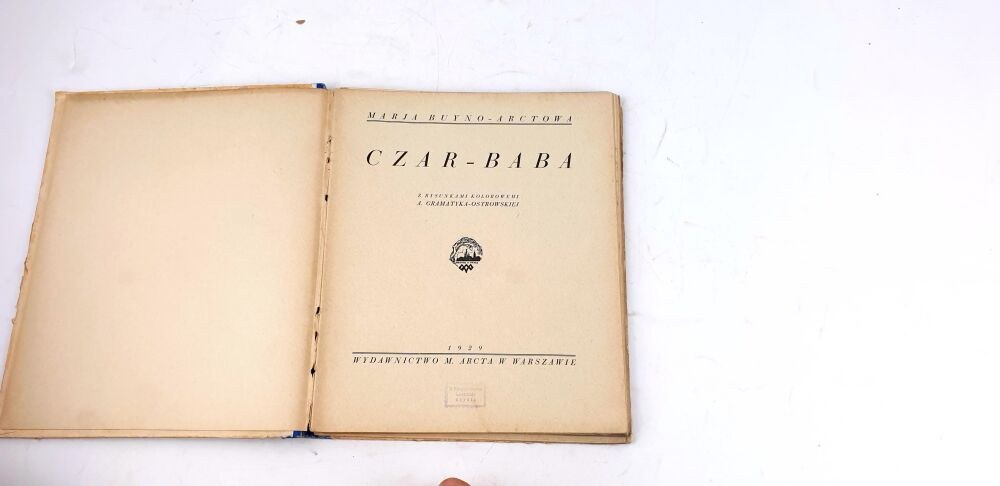 MARJA BUYNO-ARCTOWA
CZAR-BABA
Z RYSUNKAMI KOLOROWEMI
A. GRAMATYKA-OSTROWSKIEJ
1929
WYDAWNICTWO M. ARCTA W WARSZAWIE